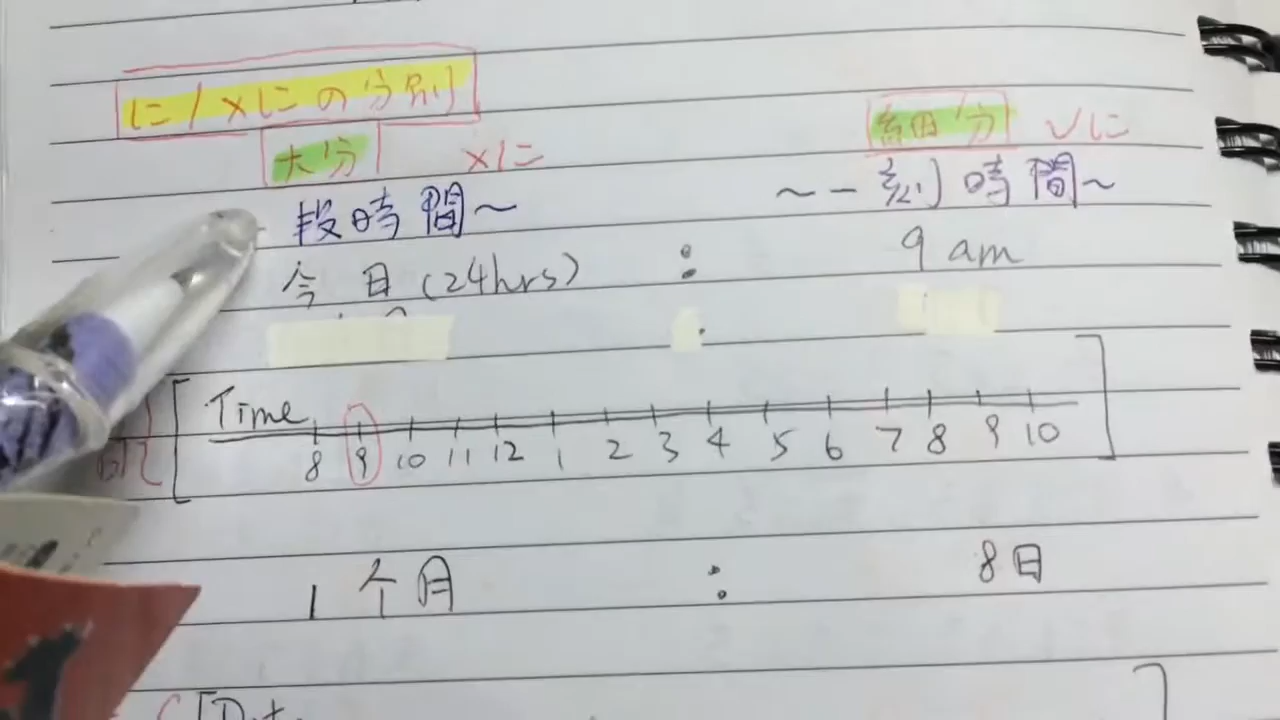 に/×にの分別
大分 ×に 細分 ✓に
段時間~ ~一刻時間~
今日(24hrs) : 9 am
Time
8 9 10 11 12 1 2 3 4 5 6 7 8 9 10
1个月 : 8日
1